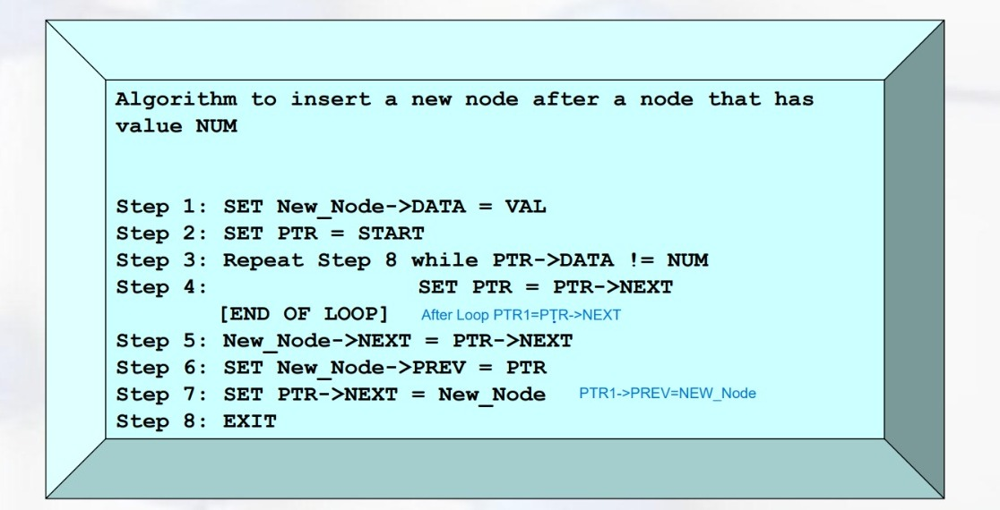 Algorithm to insert a new node after a node that has
value NUM
Step 1: SET New_Node->DATA = VAL
Step 2: SET PTR = START
Step 3: Repeat Step 8 while PTR->DATA != NUM
Step 4: SET PTR = PTR->NEXT
[END OF LOOP] After Loop PTR1=PTR->NEXT
Step 5: New_Node->NEXT = PTR->NEXT
Step 6: SET New_Node->PREV = PTR
Step 7: SET PTR->NEXT = New_Node PTR1->PREV=NEW_Node
Step 8: EXIT